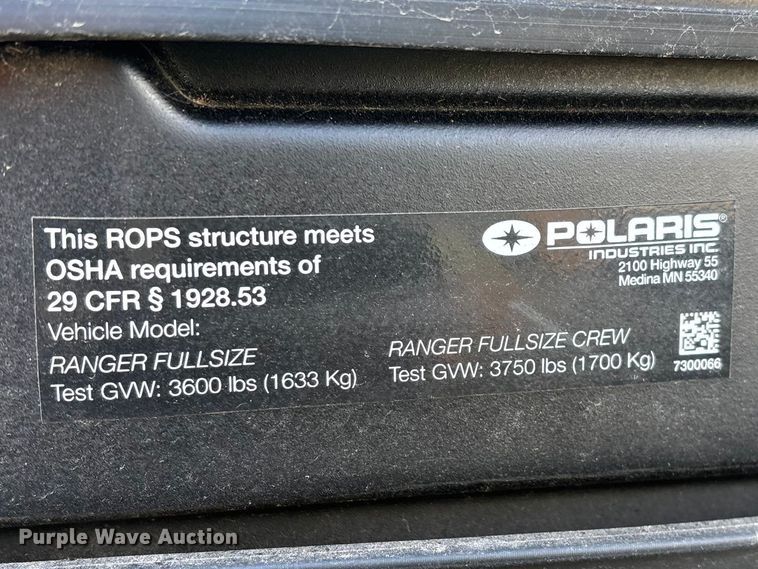 This ROPS structure meets
OSHA requirements of
29 CFR § 1928.53
Vehicle Model:
RANGER FULLSIZE
Test GVW: 3600 lbs (1633 Kg)
POLARIS®
INDUSTRIES INC.
2100 Highway 55
Medina MN 55340
RANGER FULLSIZE CREW
Test GVW: 3750 lbs (1700 Kg)
7300066
Purple Wave Auction